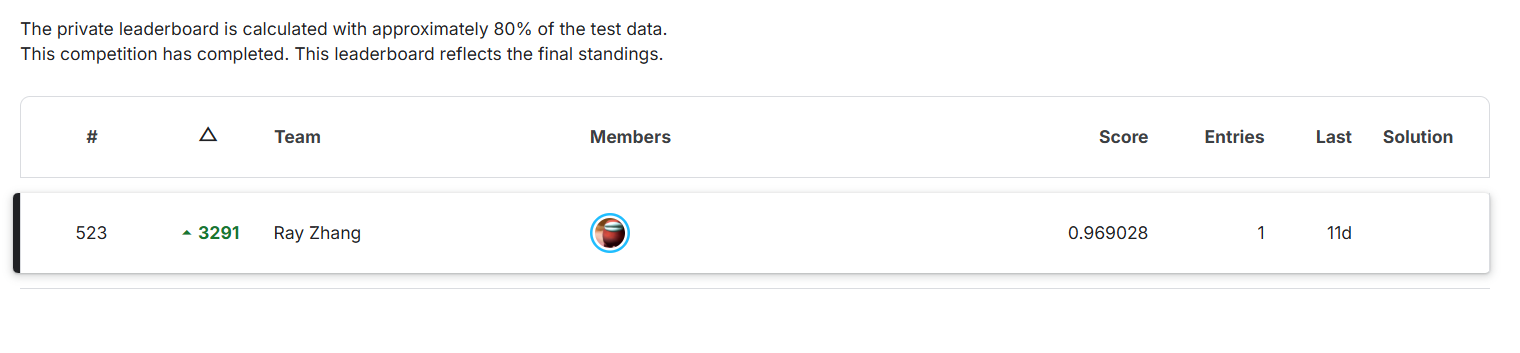 The private leaderboard is calculated with approximately 80% of the test data.
This competition has completed. This leaderboard reflects the final standings.
# △ Team Members Score Entries Last Solution
523 ▲ 3291 Ray Zhang 0.969028 1 11d